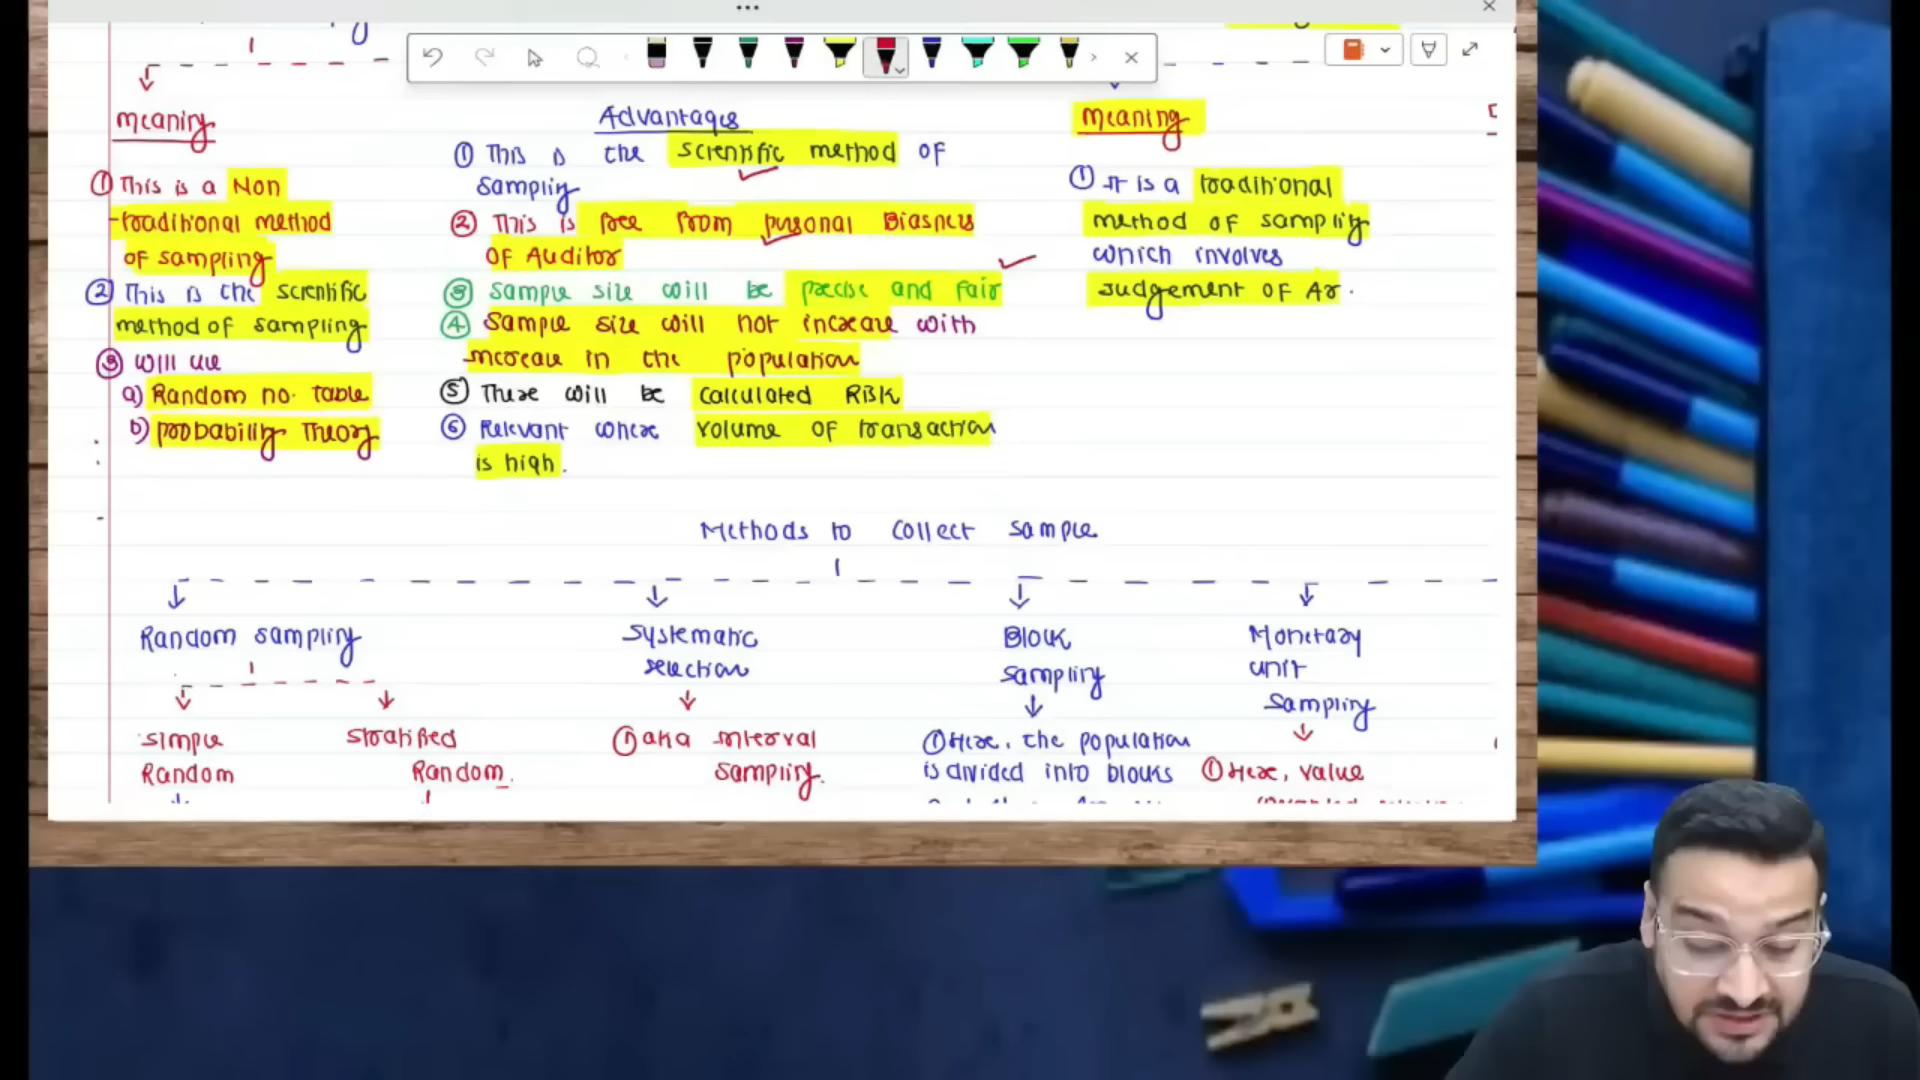 meaning
① This is a Non
-traditional method
of sampling
② This is the scientific
method of sampling
③ Will use
a) Random no. table
b) probability Theory
Advantages
① This is the scientific method of
sampling
② This is free from personal Biasness
of Auditor
③ Sample size will be precise and fair
④ Sample size will not increase with
increase in the population
⑤ There will be calculated Risk
⑥ Relevant where volume of transaction
is high.
meaning
① It is a traditional
method of sampling
which involves
Judgement of Ar.
Methods to collect sample
Random sampling
Systematic
selection
Block
Sampling
Monetary
unit
Sampling
simple
Random
stratified
Random.
① aka interval
sampling.
① Here, the population
is divided into blocks
① Here, value